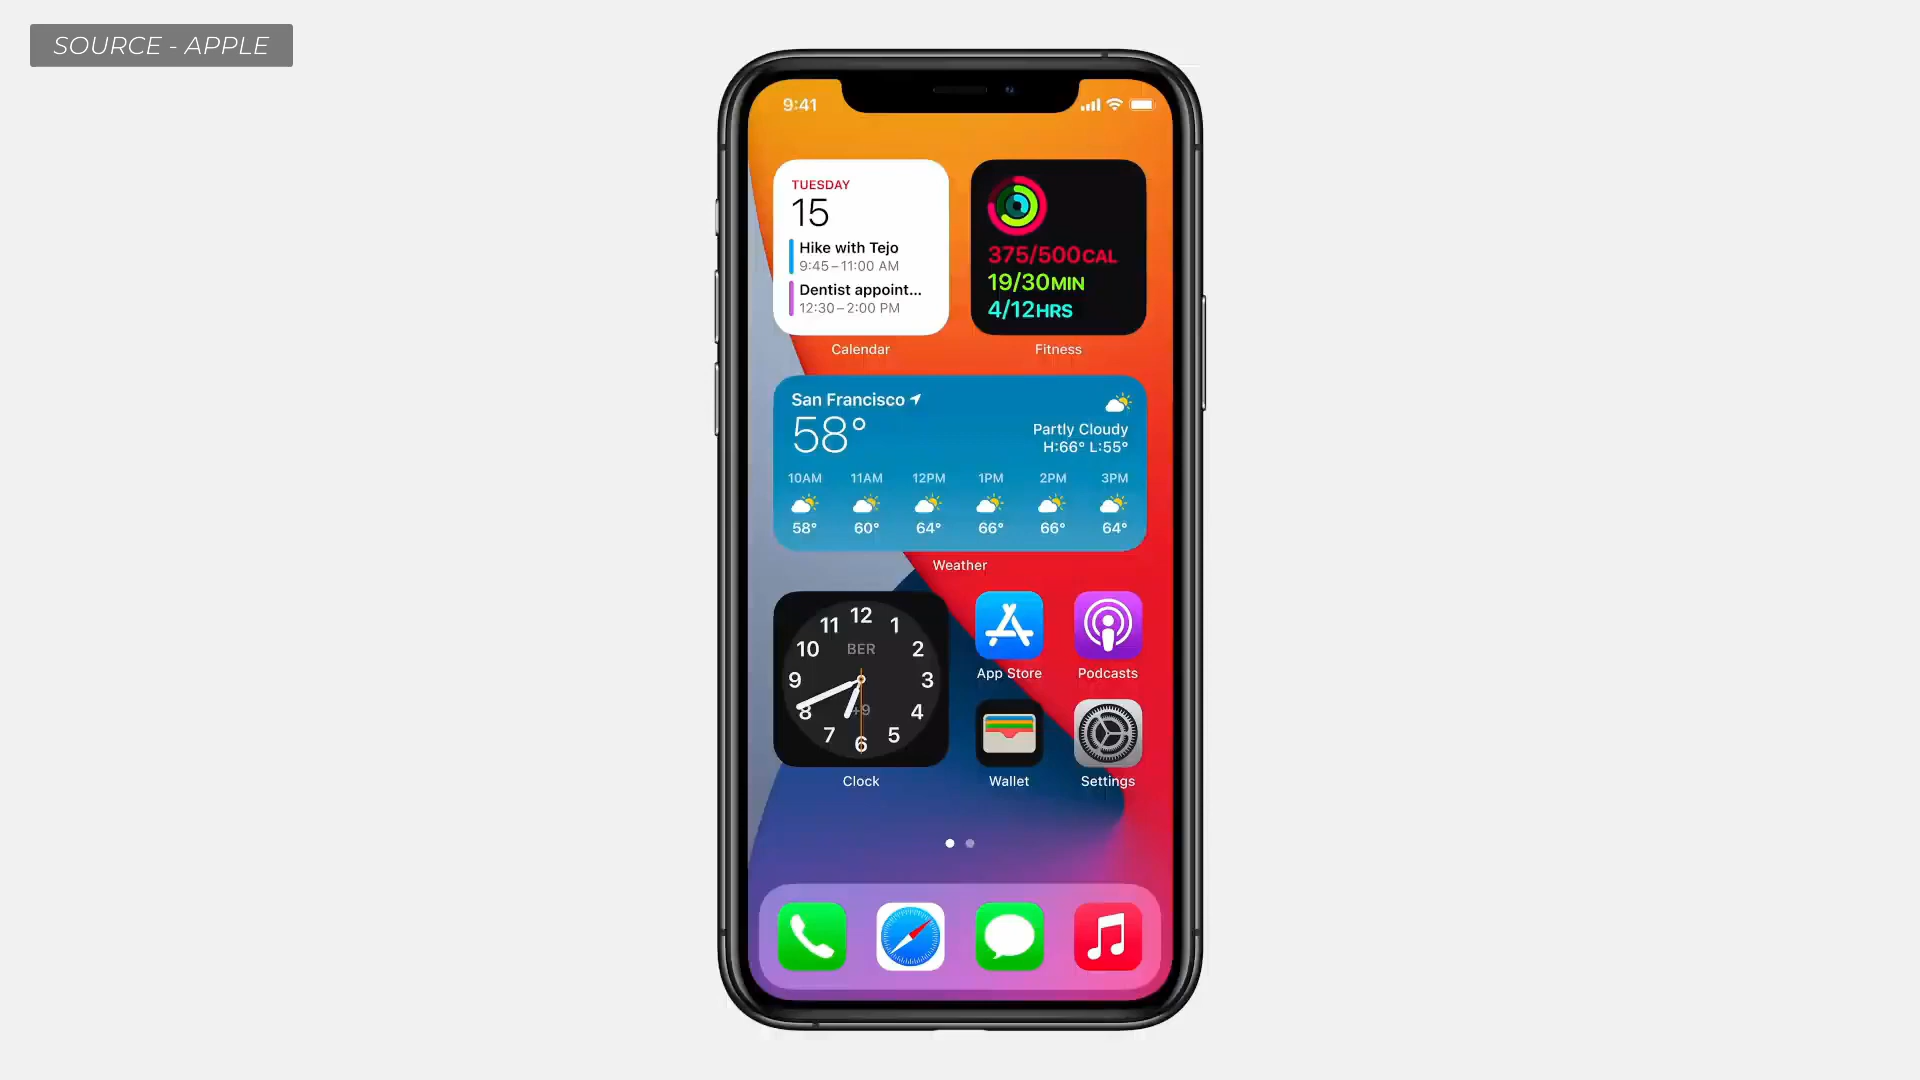 SOURCE - APPLE
9:41
TUESDAY
15
Hike with Tejo
9:45 – 11:00 AM
Dentist appoint...
12:30 – 2:00 PM
Calendar
375/500CAL
19/30MIN
4/12HRS
Fitness
San Francisco
58°
Partly Cloudy
H:66° L:55°
10AM 11AM 12PM 1PM 2PM 3PM
58° 60° 64° 66° 66° 64°
Weather
12
11 1
10 BER 2
9 3
8 +9 4
7 5
6
Clock
App Store Podcasts
Wallet Settings